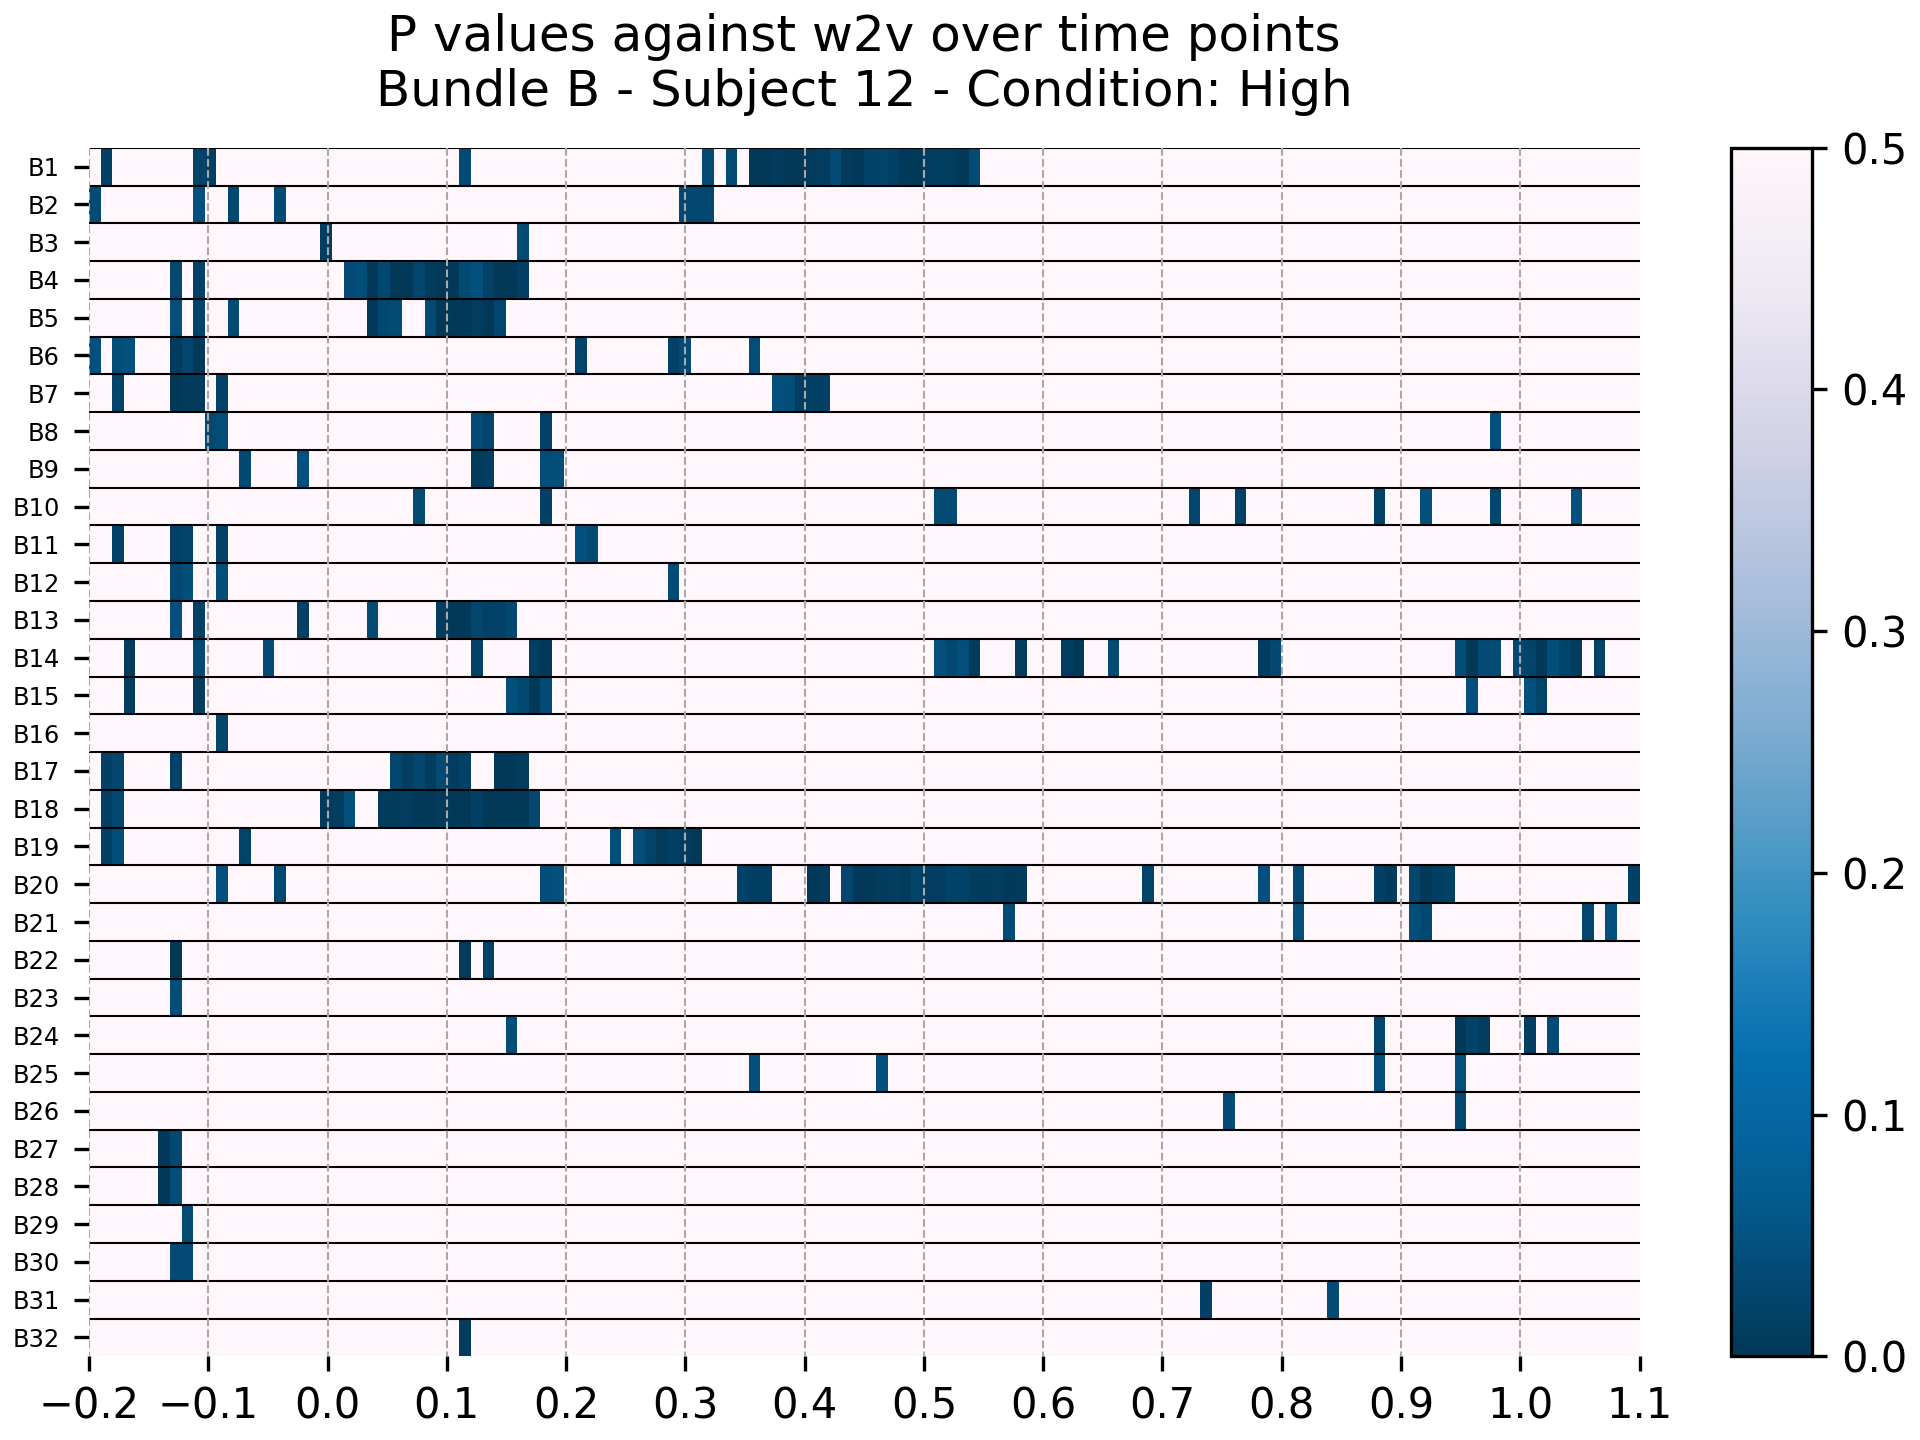 P values against w2v over time points
Bundle B - Subject 12 - Condition: High
B1
B2
B3
B4
B5
B6
B7
B8
B9
B10
B11
B12
B13
B14
B15
B16
B17
B18
B19
B20
B21
B22
B23
B24
B25
B26
B27
B28
B29
B30
B31
B32
−0.2 −0.1 0.0 0.1 0.2 0.3 0.4 0.5 0.6 0.7 0.8 0.9 1.0 1.1
0.5
0.4
0.3
0.2
0.1
0.0